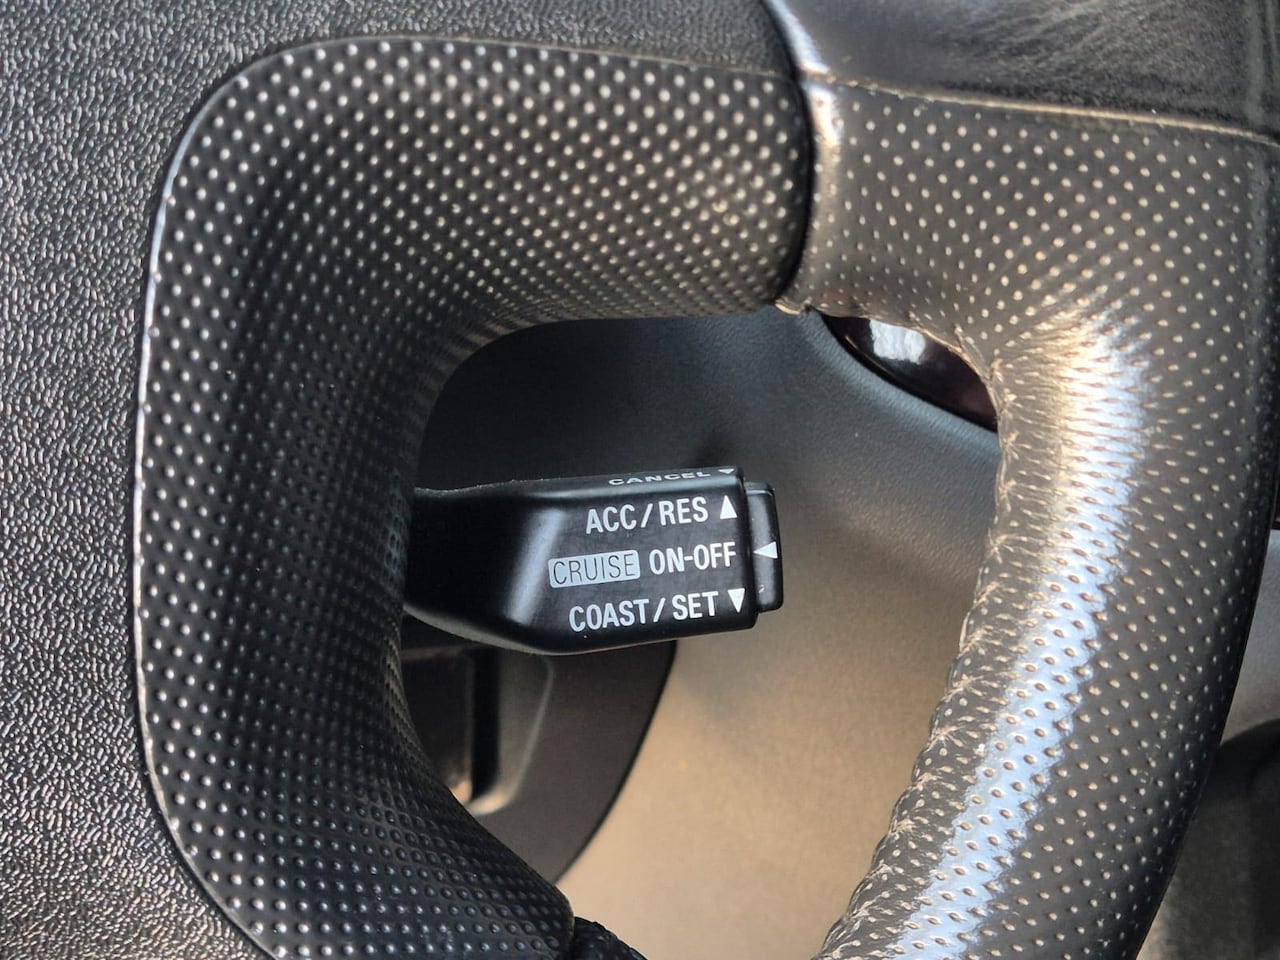 CANCEL ▼
ACC/RES ▲
CRUISE ON-OFF ◀
COAST/SET ▼